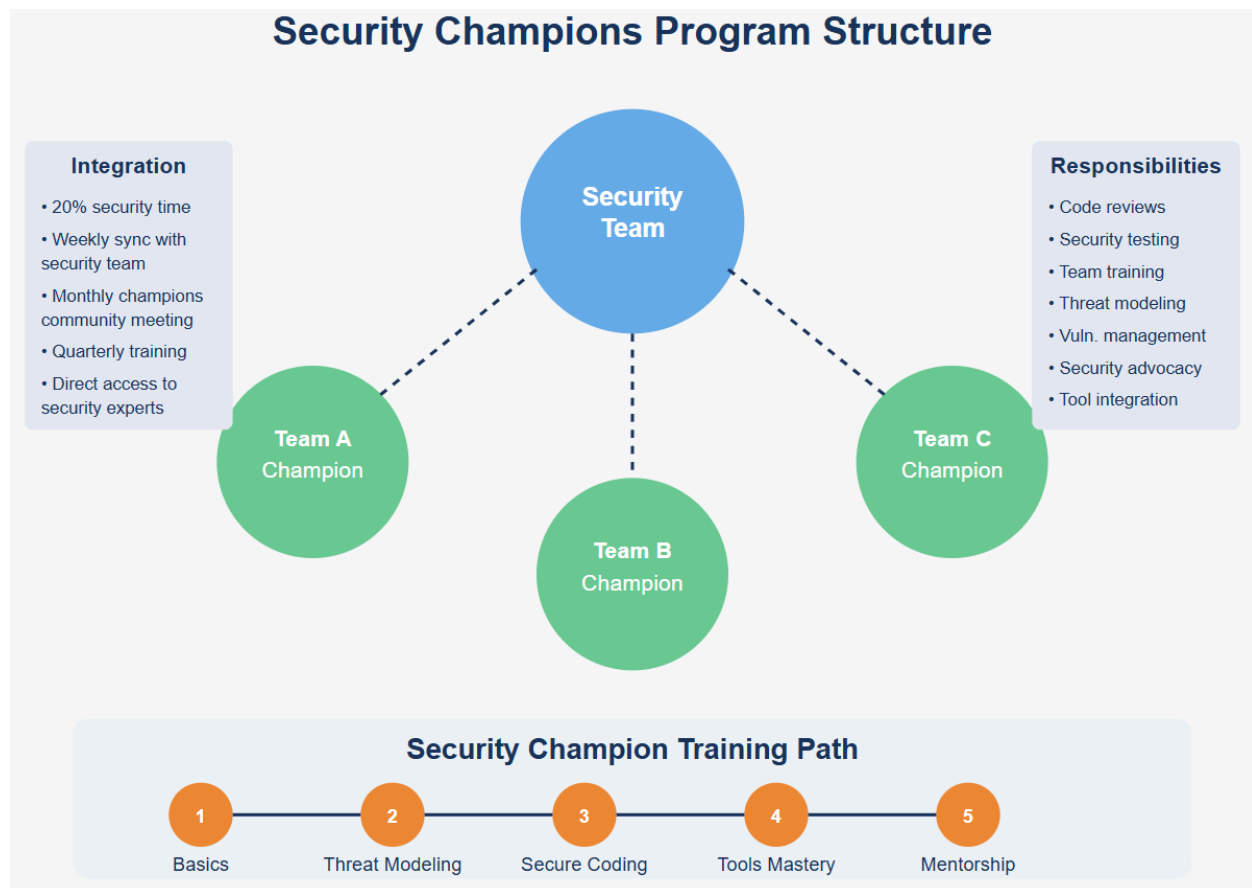 Security Champions Program Structure
Integration
• 20% security time
• Weekly sync with
security team
• Monthly champions
community meeting
• Quarterly training
• Direct access to
security experts
Security
Team
Responsibilities
• Code reviews
• Security testing
• Team training
• Threat modeling
• Vuln. management
• Security advocacy
• Tool integration
Team A
Champion
Team B
Champion
Team C
Champion
Security Champion Training Path
1
2
3
4
5
Basics
Threat Modeling
Secure Coding
Tools Mastery
Mentorship